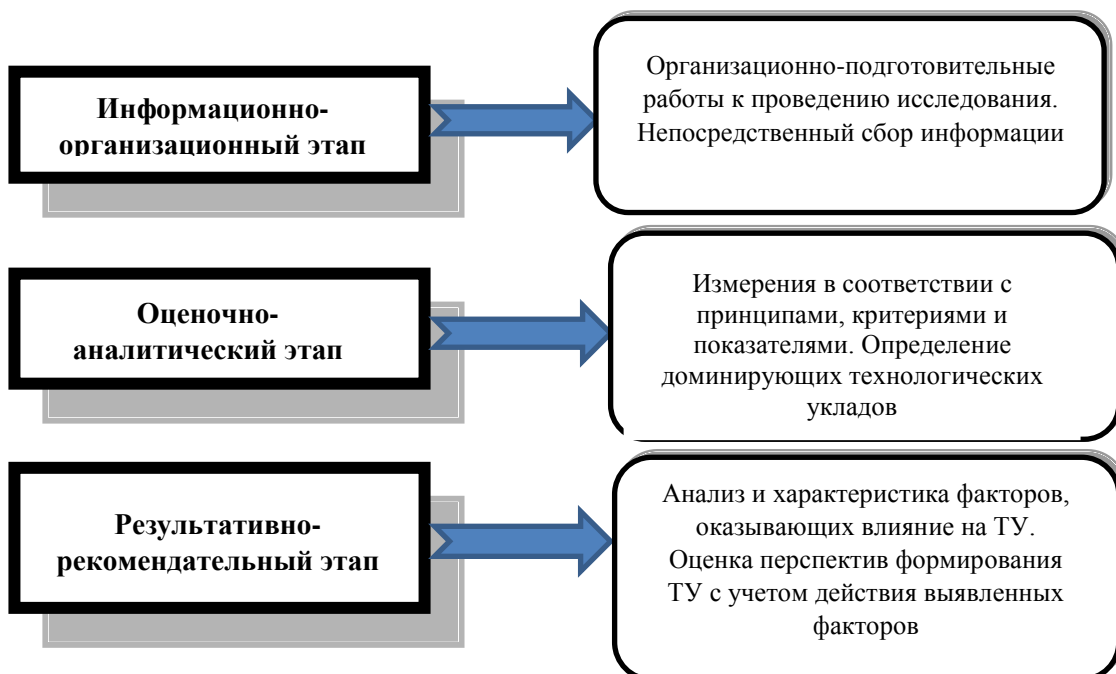 Информационно-
организационный этап
Организационно-подготовительные
работы к проведению исследования.
Непосредственный сбор информации
Оценочно-
аналитический этап
Измерения в соответствии с
принципами, критериями и
показателями. Определение
доминирующих технологических
укладов
Результативно-
рекомендательный этап
Анализ и характеристика факторов,
оказывающих влияние на ТУ.
Оценка перспектив формирования
ТУ с учетом действия выявленных
факторов